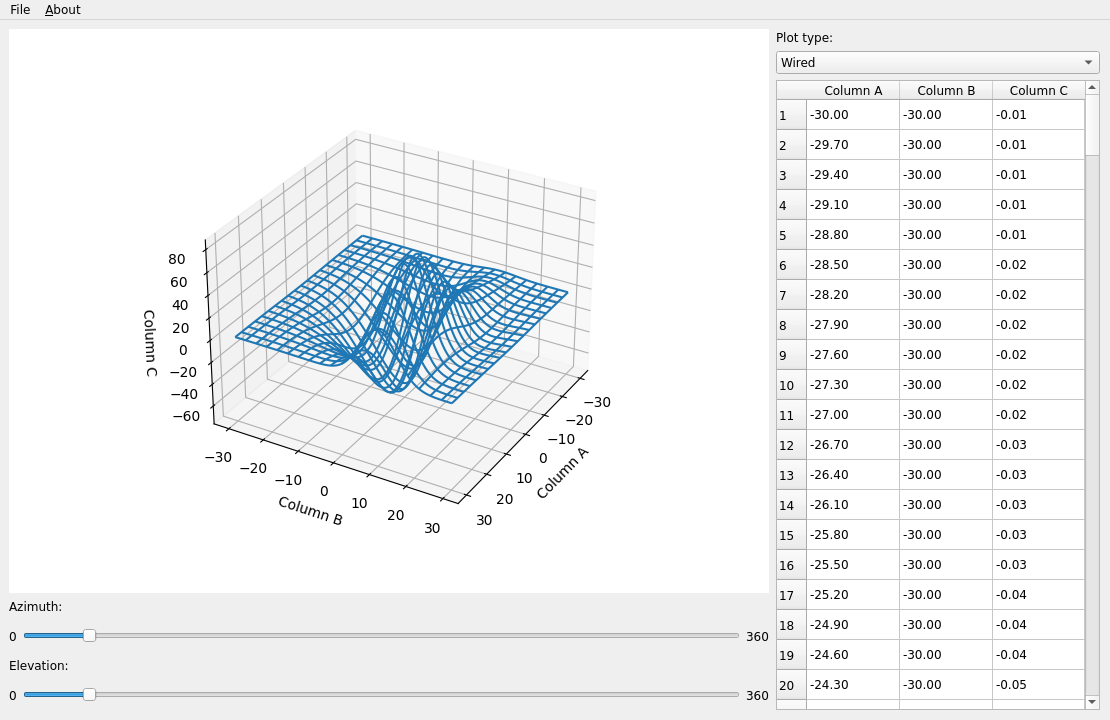 File About
Plot type:
Wired
Column A Column B Column C
1 -30.00 -30.00 -0.01
2 -29.70 -30.00 -0.01
3 -29.40 -30.00 -0.01
4 -29.10 -30.00 -0.01
5 -28.80 -30.00 -0.01
6 -28.50 -30.00 -0.02
7 -28.20 -30.00 -0.02
8 -27.90 -30.00 -0.02
9 -27.60 -30.00 -0.02
10 -27.30 -30.00 -0.02
11 -27.00 -30.00 -0.02
12 -26.70 -30.00 -0.03
13 -26.40 -30.00 -0.03
14 -26.10 -30.00 -0.03
15 -25.80 -30.00 -0.03
16 -25.50 -30.00 -0.03
17 -25.20 -30.00 -0.04
18 -24.90 -30.00 -0.04
19 -24.60 -30.00 -0.04
20 -24.30 -30.00 -0.05
80
60
40
20
0
−20
−40
−60
Column C
−30
−20
−10
0
10
20
30
Column B
−30
−20
−10
0
10
20
30
Column A
Azimuth:
0 360
Elevation:
0 360